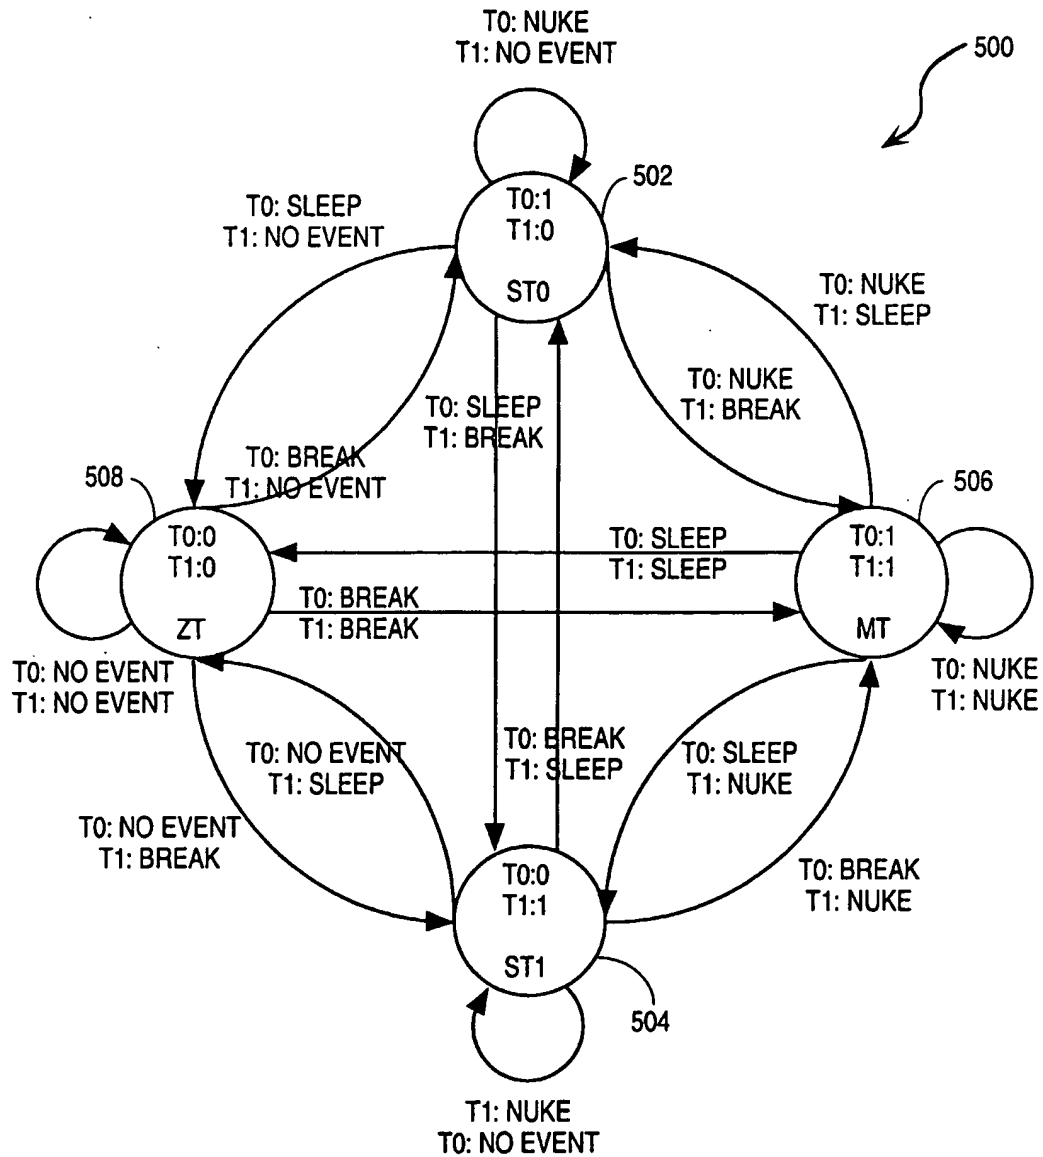 T0: NUKE
T1: NO EVENT
500
502
T0:1
T1:0
ST0
T0: SLEEP
T1: NO EVENT
T0: NUKE
T1: SLEEP
T0: NUKE
T1: BREAK
T0: SLEEP
T1: BREAK
T0: BREAK
T1: NO EVENT
508
506
T0:0
T1:0
ZT
T0: SLEEP
T1: SLEEP
T0:1
T1:1
MT
T0: BREAK
T1: BREAK
T0: NO EVENT
T1: NO EVENT
T0: NUKE
T1: NUKE
T0: NO EVENT
T1: SLEEP
T0: BREAK
T1: SLEEP
T0: SLEEP
T1: NUKE
T0: NO EVENT
T1: BREAK
T0: BREAK
T1: NUKE
T0:0
T1:1
ST1
504
T1: NUKE
T0: NO EVENT